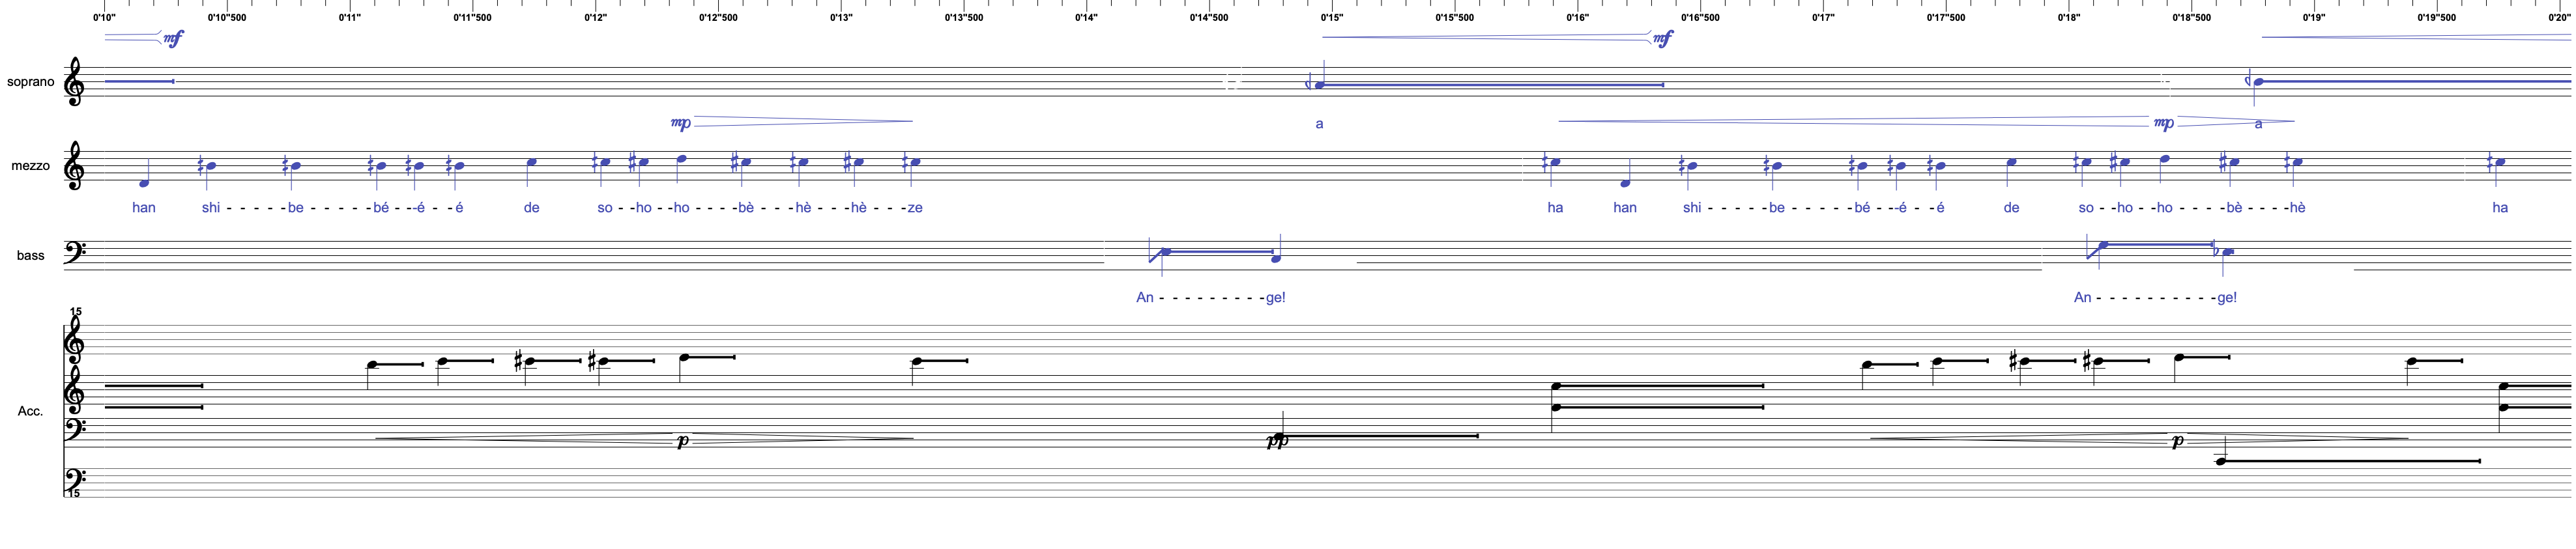 0'10" 0'10"500 0'11" 0'11"500 0'12" 0'12"500 0'13" 0'13"500 0'14" 0'14"500 0'15" 0'15"500 0'16" 0'16"500 0'17" 0'17"500 0'18" 0'18"500 0'19" 0'19"500 0'20"
mf mf
soprano
mp a mp a
mezzo
han shi - - - - - -be - - - - - -bé - -é - -é de so - -ho - -ho - - - -bè - - -hè - - -hè - - -ze ha han shi - - - - - -be - - - - - -bé - -é - -é de so - -ho - -ho - - - - -bè - - - -hè ha
bass
An - - - - - - - - -ge! An - - - - - - - - - -ge!
15
Acc.
p pp p
15